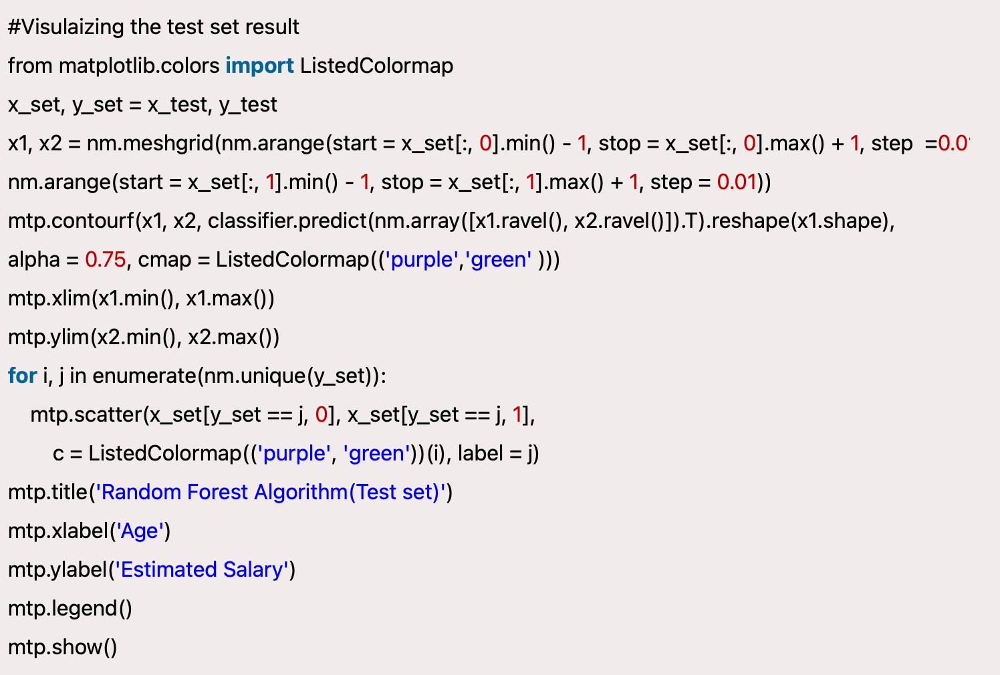 #Visulaizing the test set result
from matplotlib.colors import ListedColormap
x_set, y_set = x_test, y_test
x1, x2 = nm.meshgrid(nm.arange(start = x_set[:, 0].min() - 1, stop = x_set[:, 0].max() + 1, step  =0.0
nm.arange(start = x_set[:, 1].min() - 1, stop = x_set[:, 1].max() + 1, step = 0.01))
mtp.contourf(x1, x2, classifier.predict(nm.array([x1.ravel(), x2.ravel()]).T).reshape(x1.shape),
alpha = 0.75, cmap = ListedColormap(('purple','green' )))
mtp.xlim(x1.min(), x1.max())
mtp.ylim(x2.min(), x2.max())
for i, j in enumerate(nm.unique(y_set)):
    mtp.scatter(x_set[y_set == j, 0], x_set[y_set == j, 1],
        c = ListedColormap(('purple', 'green'))(i), label = j)
mtp.title('Random Forest Algorithm(Test set)')
mtp.xlabel('Age')
mtp.ylabel('Estimated Salary')
mtp.legend()
mtp.show()